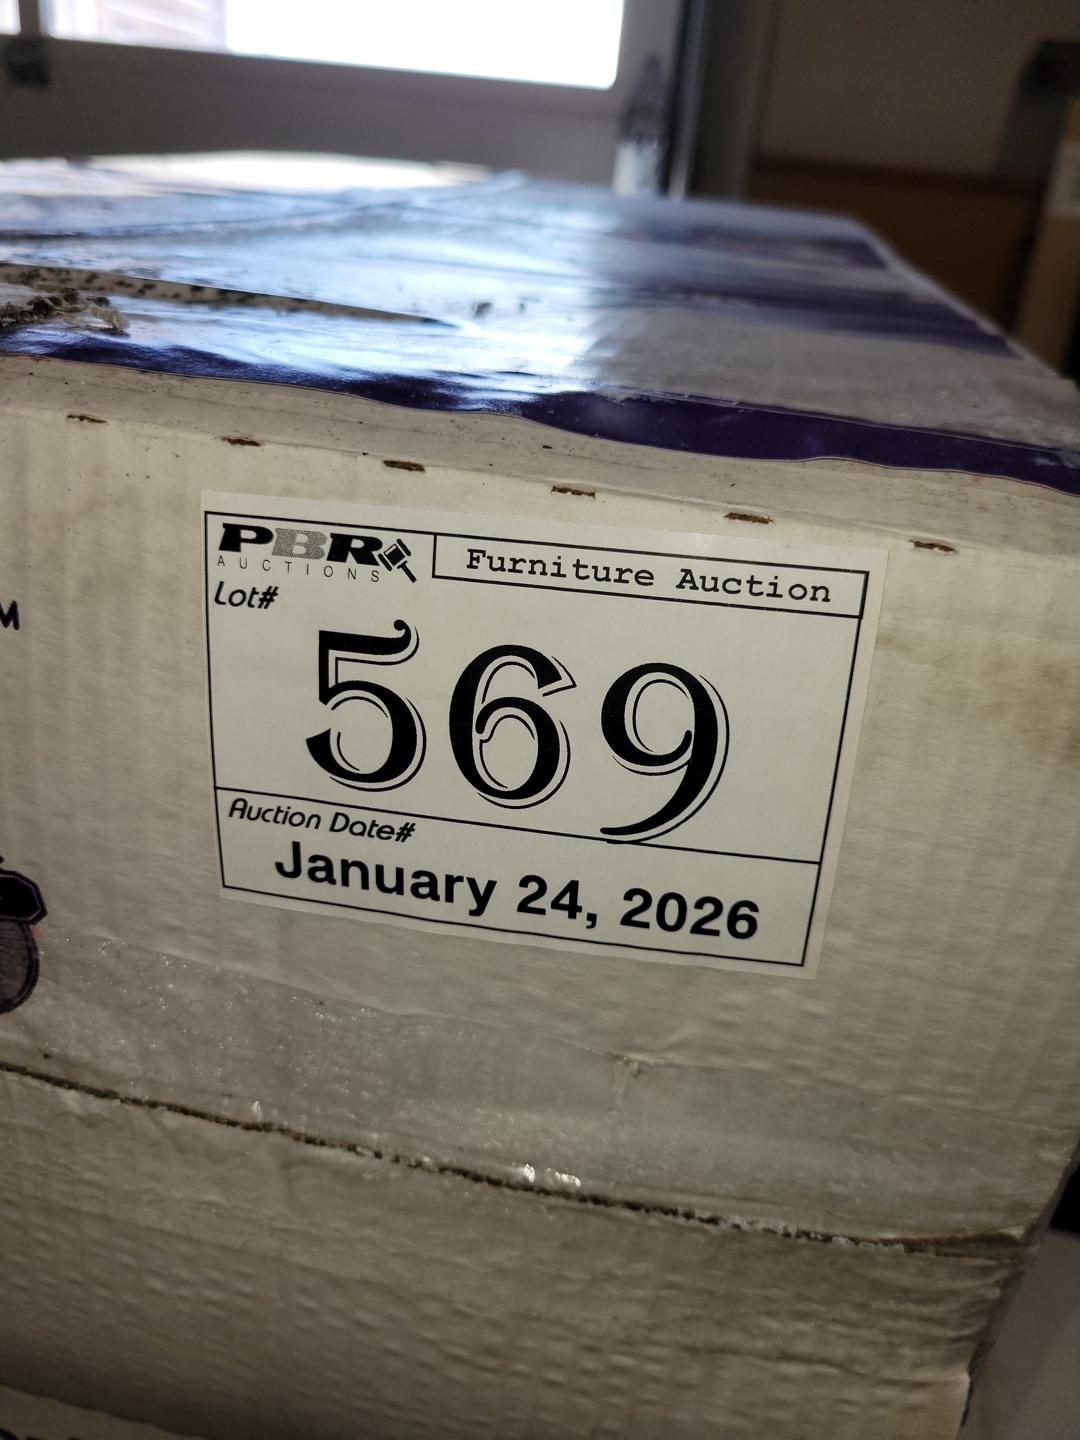 PBR
AUCTIONS
Furniture Auction
Lot#
569
Auction Date#
January 24, 2026
M